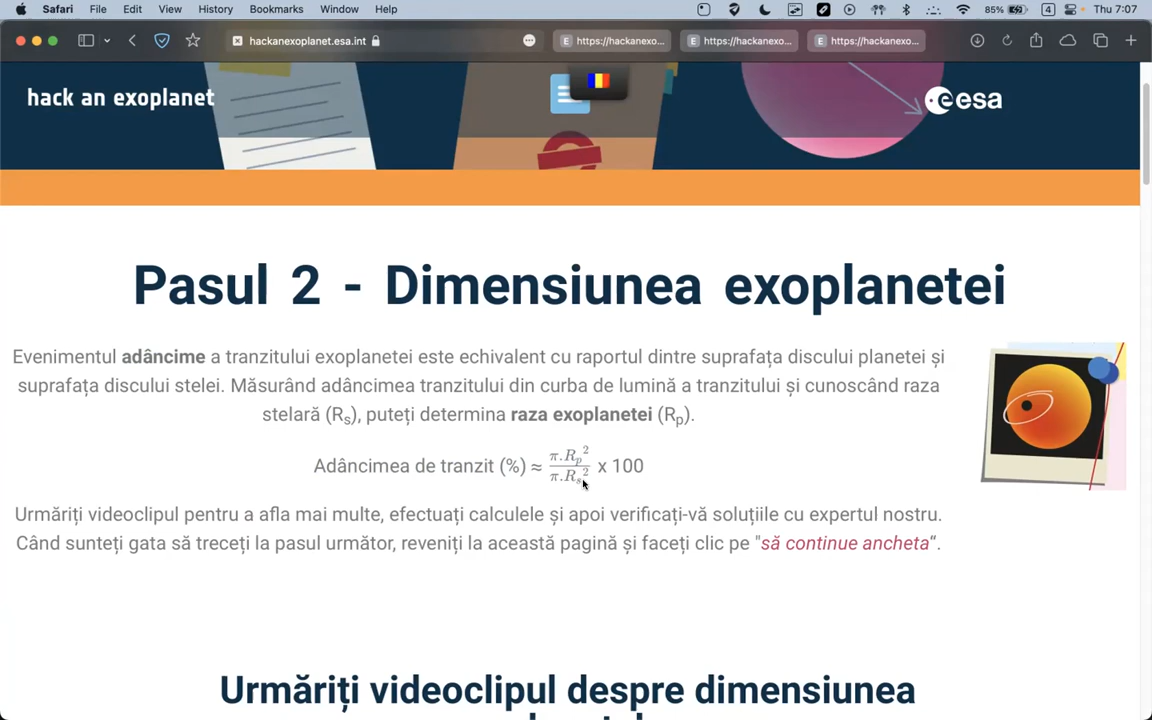 Safari File Edit View History Bookmarks Window Help 85% 4 Thu 7:07
hackanexoplanet.esa.int https://hackanexo... https://hackanexo... https://hackanexo...
hack an exoplanet
esa
Pasul 2 - Dimensiunea exoplanetei
Evenimentul adâncime a tranzitului exoplanetei este echivalent cu raportul dintre suprafața discului planetei și
suprafața discului stelei. Măsurând adâncimea tranzitului din curba de lumină a tranzitului și cunoscând raza
stelară (Rs), puteți determina raza exoplanetei (Rp).
Adâncimea de tranzit (%) ≈ π.Rp² / π.Rs² x 100
Urmăriți videoclipul pentru a afla mai multe, efectuați calculele și apoi verificați-vă soluțiile cu expertul nostru.
Când sunteți gata să treceți la pasul următor, reveniți la această pagină și faceți clic pe "să continue ancheta“.
Urmăriți videoclipul despre dimensiunea